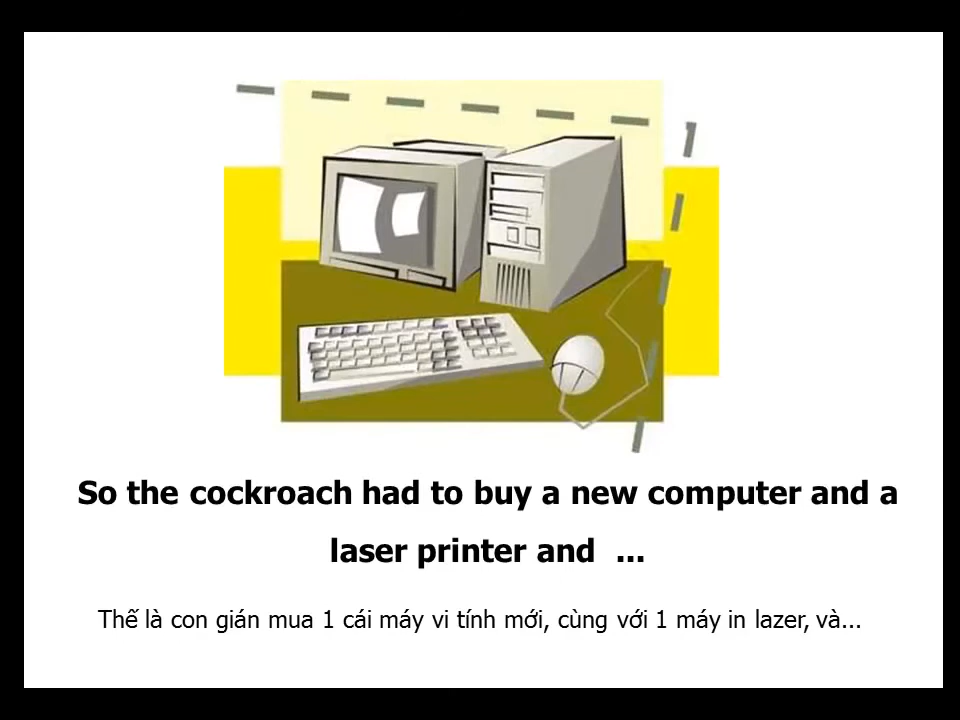 So the cockroach had to buy a new computer and a
laser printer and ...
Thế là con gián mua 1 cái máy vi tính mới, cùng với 1 máy in lazer, và...